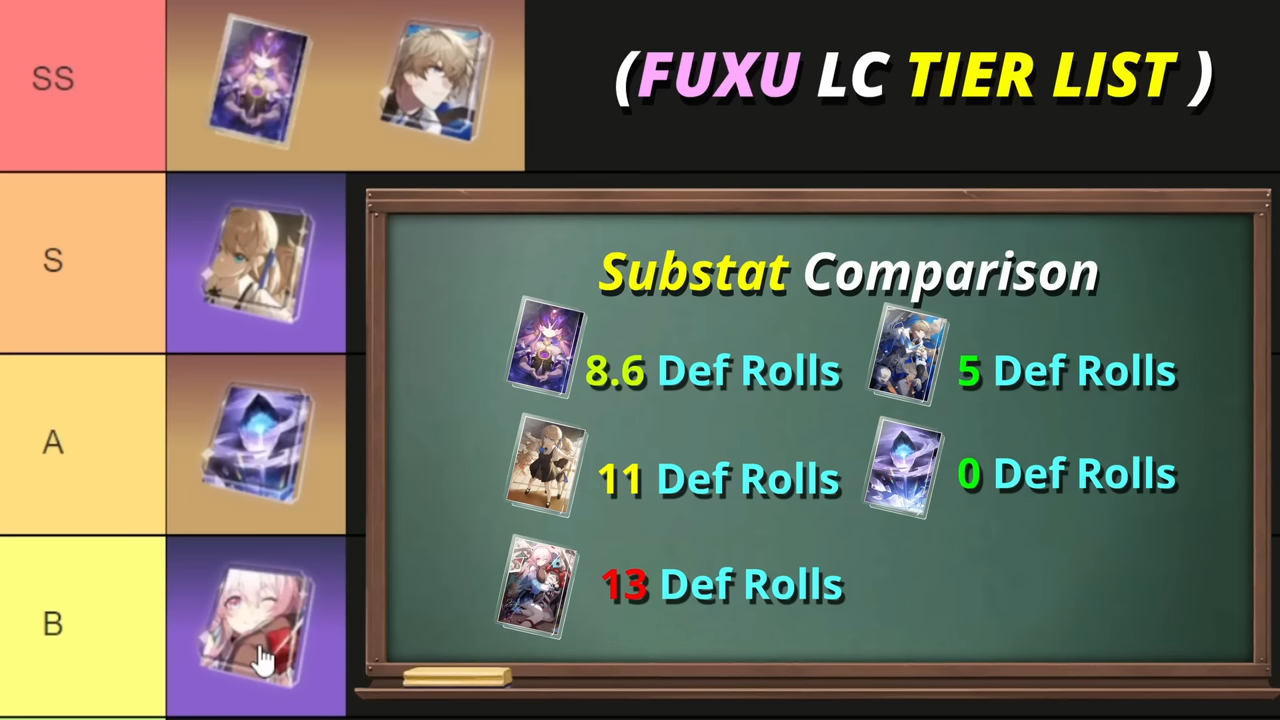 SS
(FUXU LC TIER LIST )
S
Substat Comparison
8.6 Def Rolls
5 Def Rolls
A
11 Def Rolls
0 Def Rolls
B
13 Def Rolls